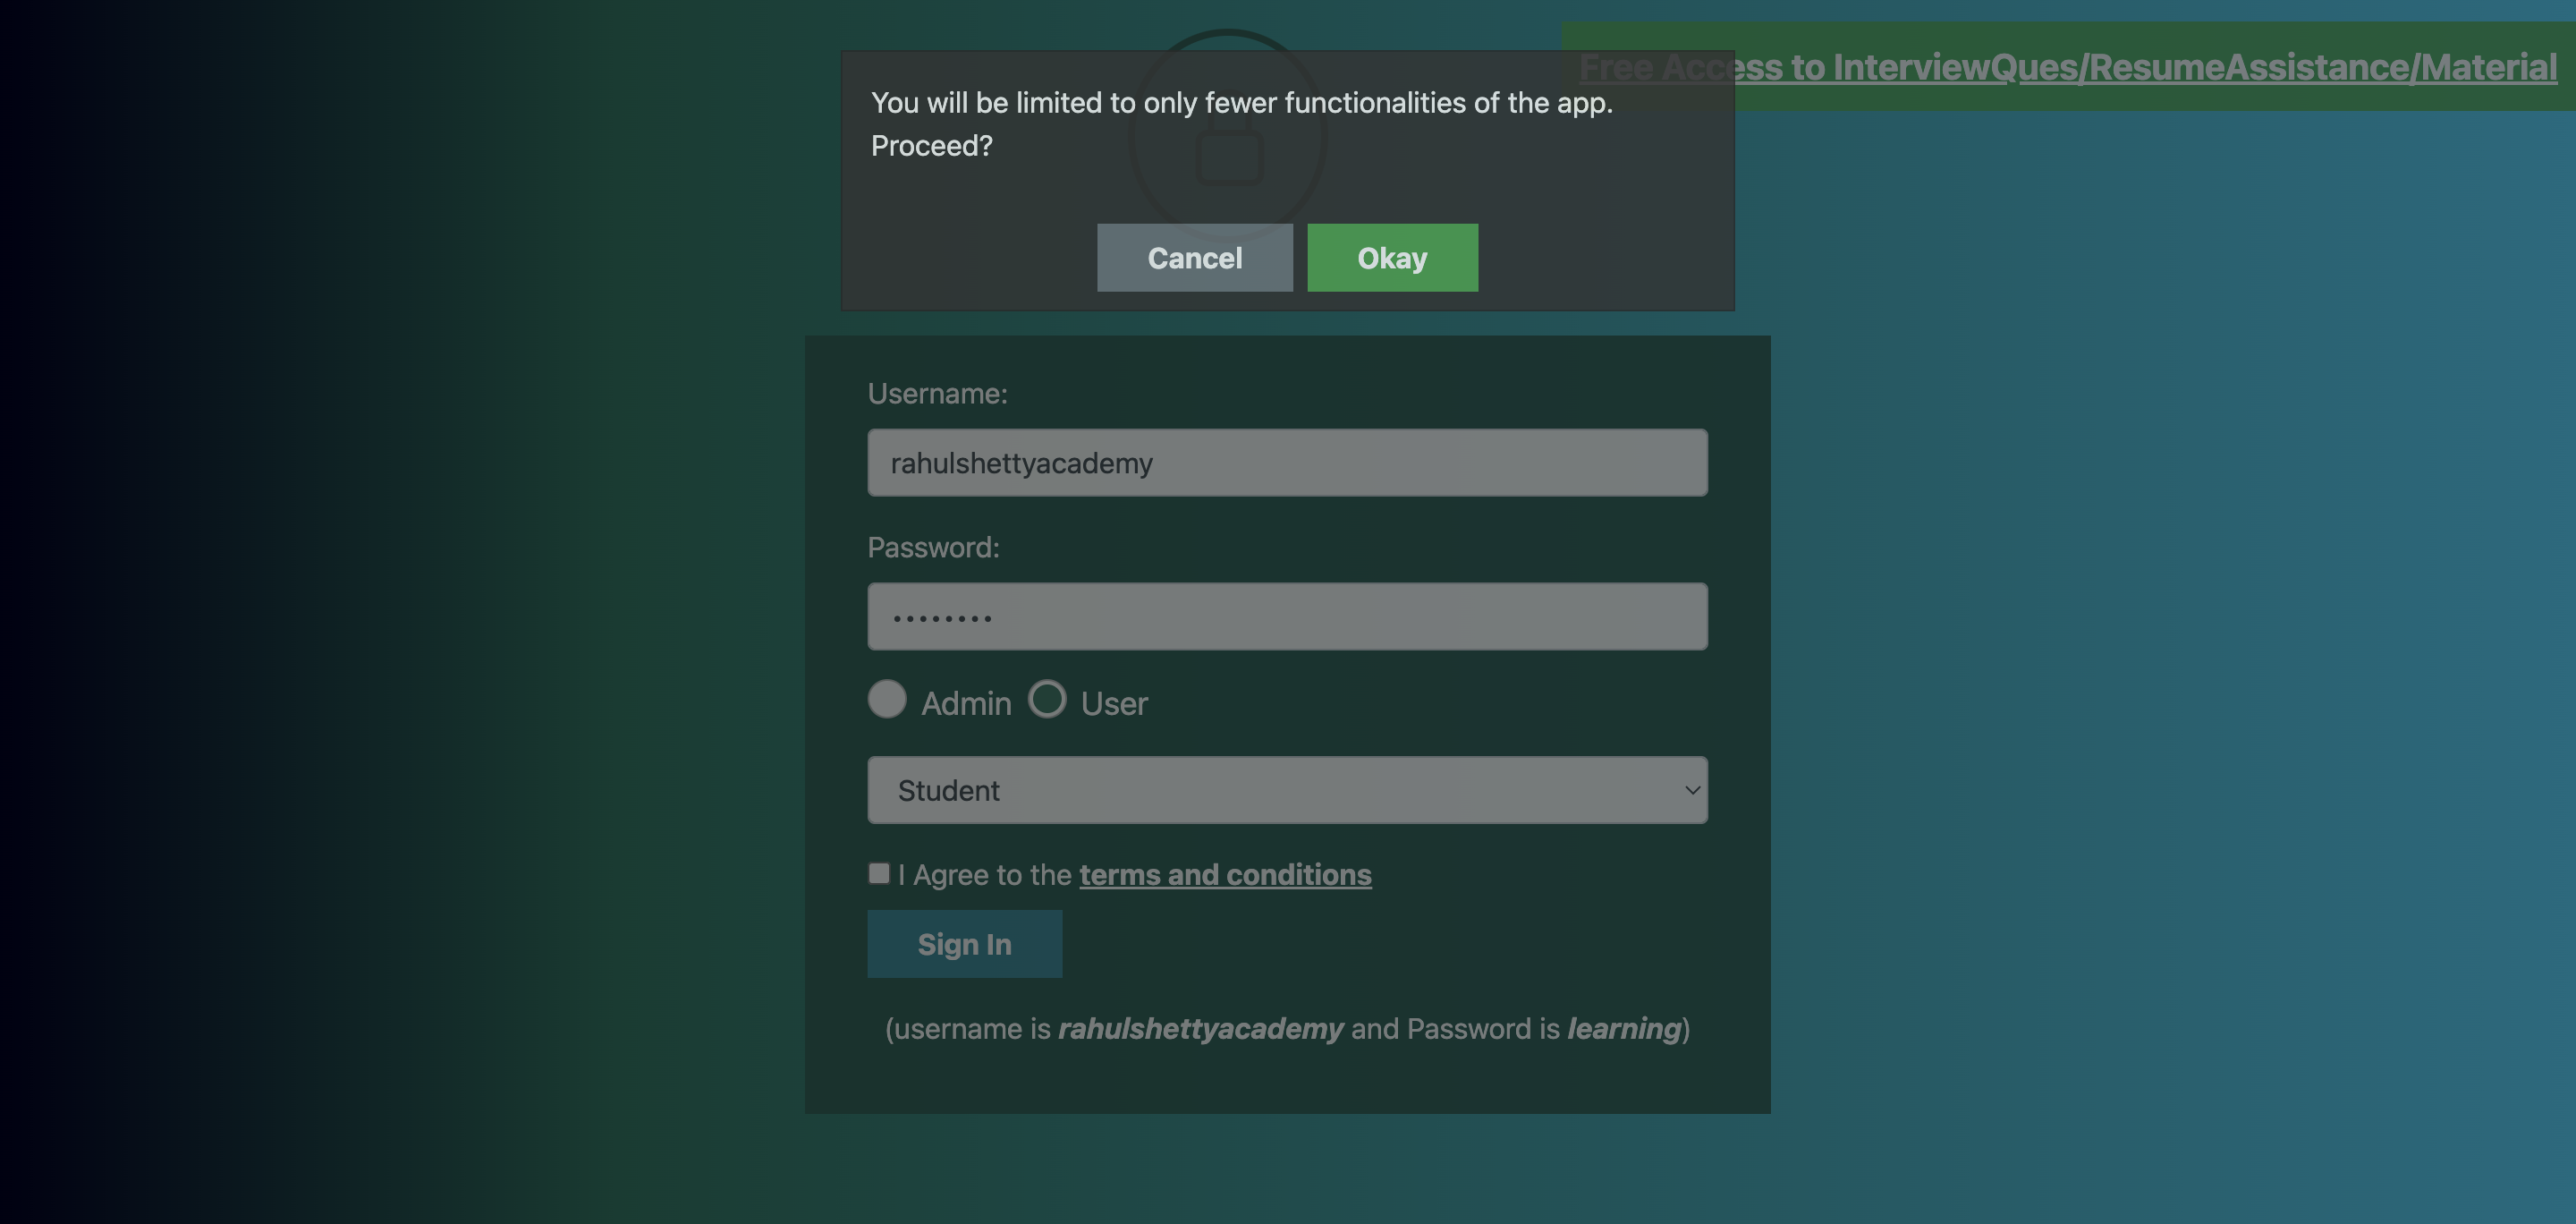 Free Access to InterviewQues/ResumeAssistance/Material
You will be limited to only fewer functionalities of the app.
Proceed?
Cancel
Okay
Username:
rahulshettyacademy
Password:
••••••••
Admin
User
Student
I Agree to the terms and conditions
Sign In
(username is rahulshettyacademy and Password is learning)